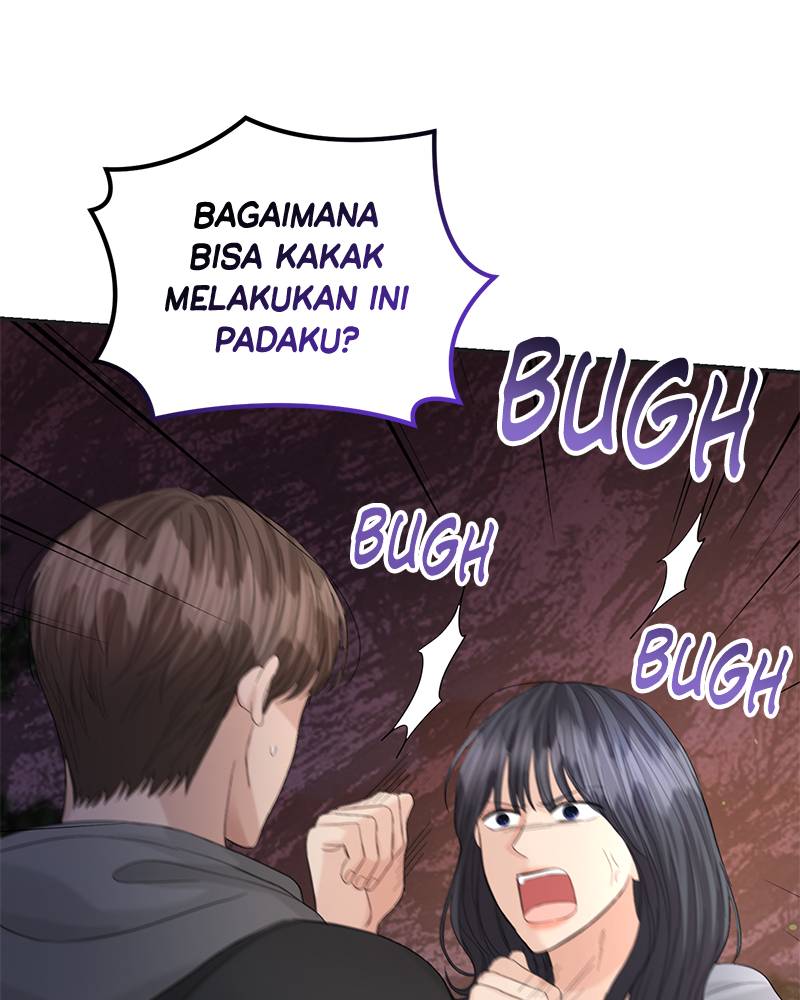 BAGAIMANA
BISA KAKAK
MELAKUKAN INI
PADAKU?
BUGH
BUGH
BUGH